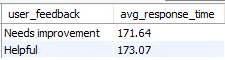 user_feedback avg_response_time
Needs improvement 171.64
Helpful 173.07